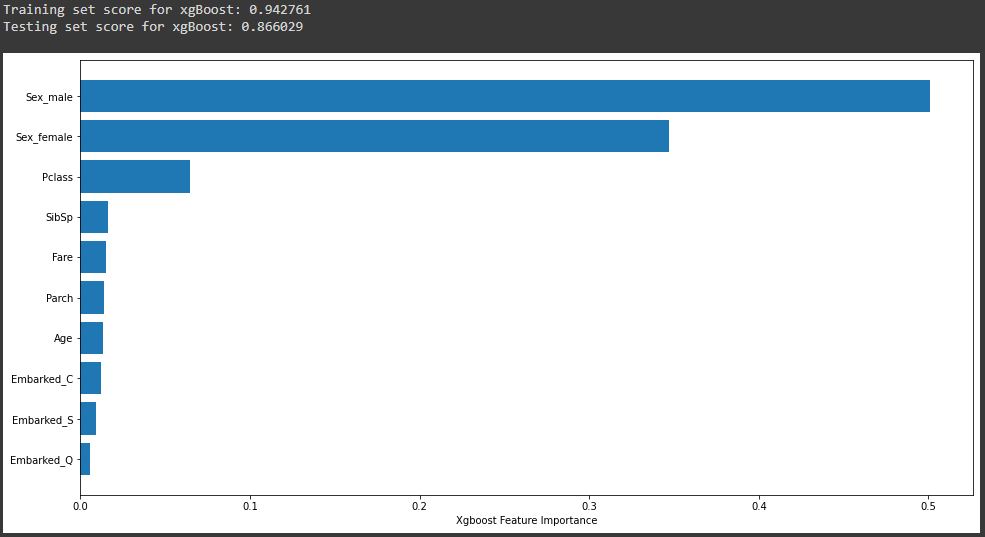 Training set score for xgBoost: 0.942761
Testing set score for xgBoost: 0.866029
Sex_male
Sex_female
Pclass
SibSp
Fare
Parch
Age
Embarked_C
Embarked_S
Embarked_Q
0.0 0.1 0.2 0.3 0.4 0.5
Xgboost Feature Importance